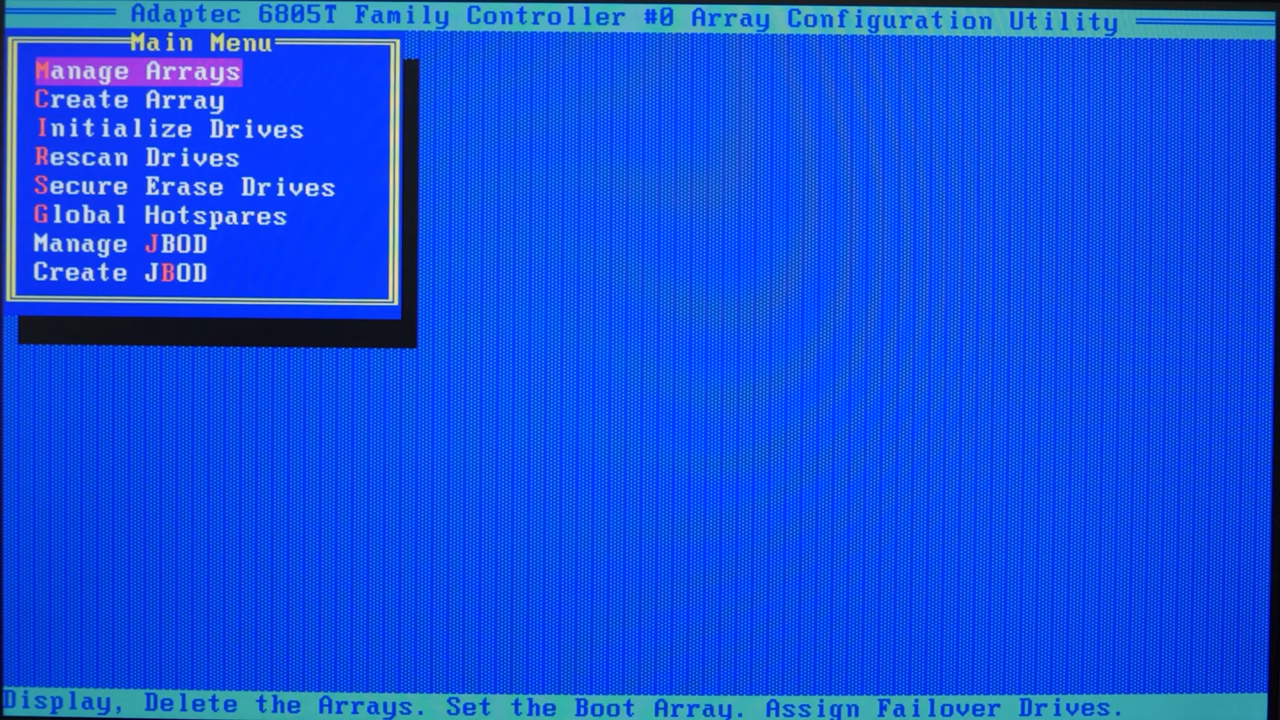 Adaptec 6805T Family Controller #0 Array Configuration Utility
Main Menu
Manage Arrays
Create Array
Initialize Drives
Rescan Drives
Secure Erase Drives
Global Hotspares
Manage JBOD
Create JBOD
Display, Delete the Arrays. Set the Boot Array. Assign Failover Drives.